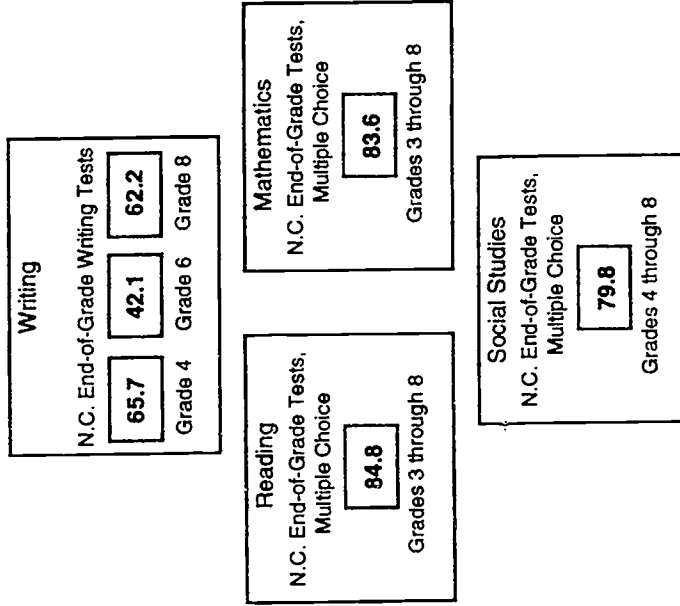 Writing
N.C. End-of-Grade Writing Tests
65.7 42.1 62.2
Grade 4 Grade 6 Grade 8
Reading
N.C. End-of-Grade Tests,
Multiple Choice
84.8
Grades 3 through 8
Mathematics
N.C. End-of-Grade Tests,
Multiple Choice
83.6
Grades 3 through 8
Social Studies
N.C. End-of-Grade Tests,
Multiple Choice
79.8
Grades 4 through 8